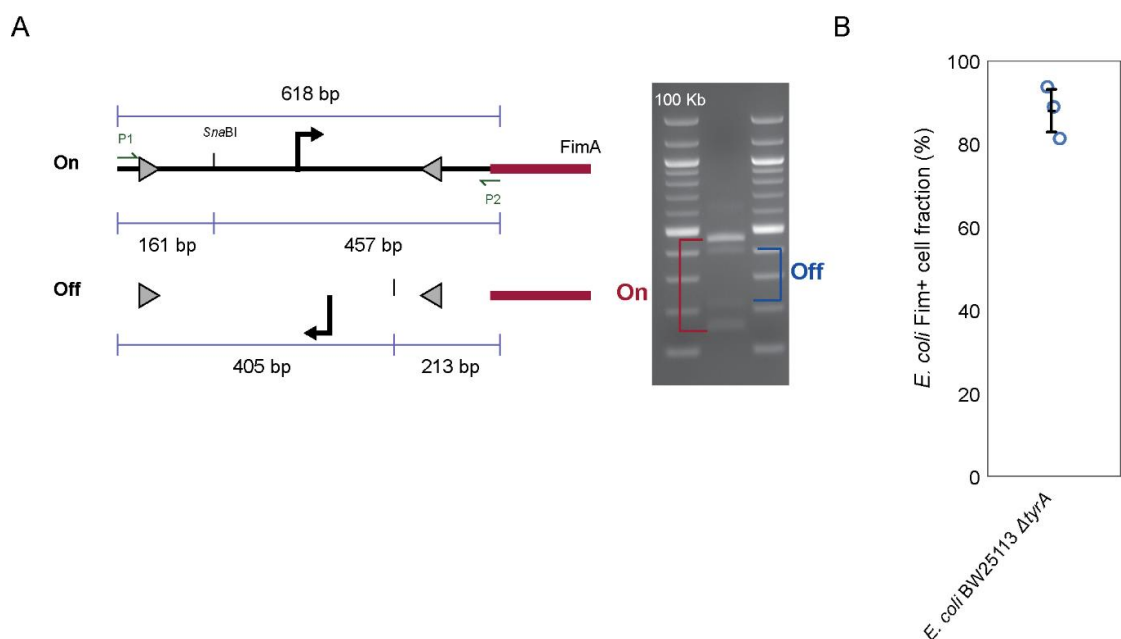 A
B
618 bp
SnaBI
P1
On
FimA
P2
161 bp
457 bp
Off
405 bp
213 bp
100 Kb
On
Off
E. coli Fim+ cell fraction (%)
100
80
60
40
20
0
E. coli BW25113 ΔtyrA